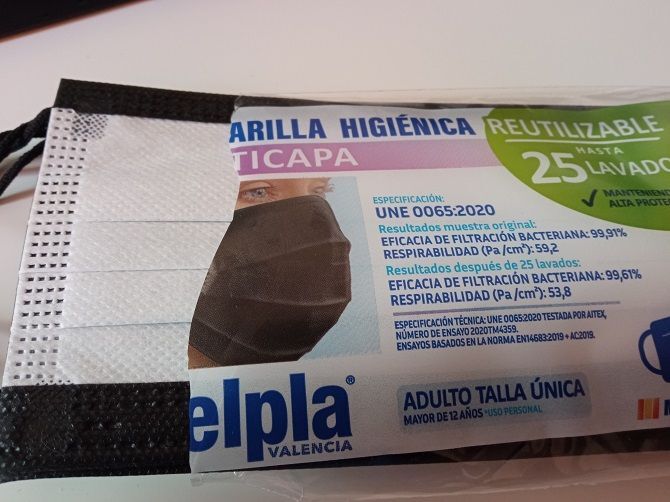 ARILLA HIGIÉNICA
TICAPA
REUTILIZABLE
HASTA
25 LAVADO
MANTENIEN
ALTA PROTE
ESPECIFICACIÓN:
UNE 0065:2020
Resultados muestra original:
EFICACIA DE FILTRACIÓN BACTERIANA: 99,91%
RESPIRABILIDAD (Pa/cm²): 59,2
Resultados después de 25 lavados:
EFICACIA DE FILTRACIÓN BACTERIANA: 99,61%
RESPIRABILIDAD (Pa/cm²): 53,8
ESPECIFICACIÓN TÉCNICA: UNE 0065:2020 TESTADA POR AITEX,
NÚMERO DE ENSAYO 2020TM4359.
ENSAYOS BASADOS EN LA NORMA EN14683:2019 + AC:2019.
elpla®
VALENCIA
ADULTO TALLA ÚNICA
MAYOR DE 12 AÑOS *USO PERSONAL
M